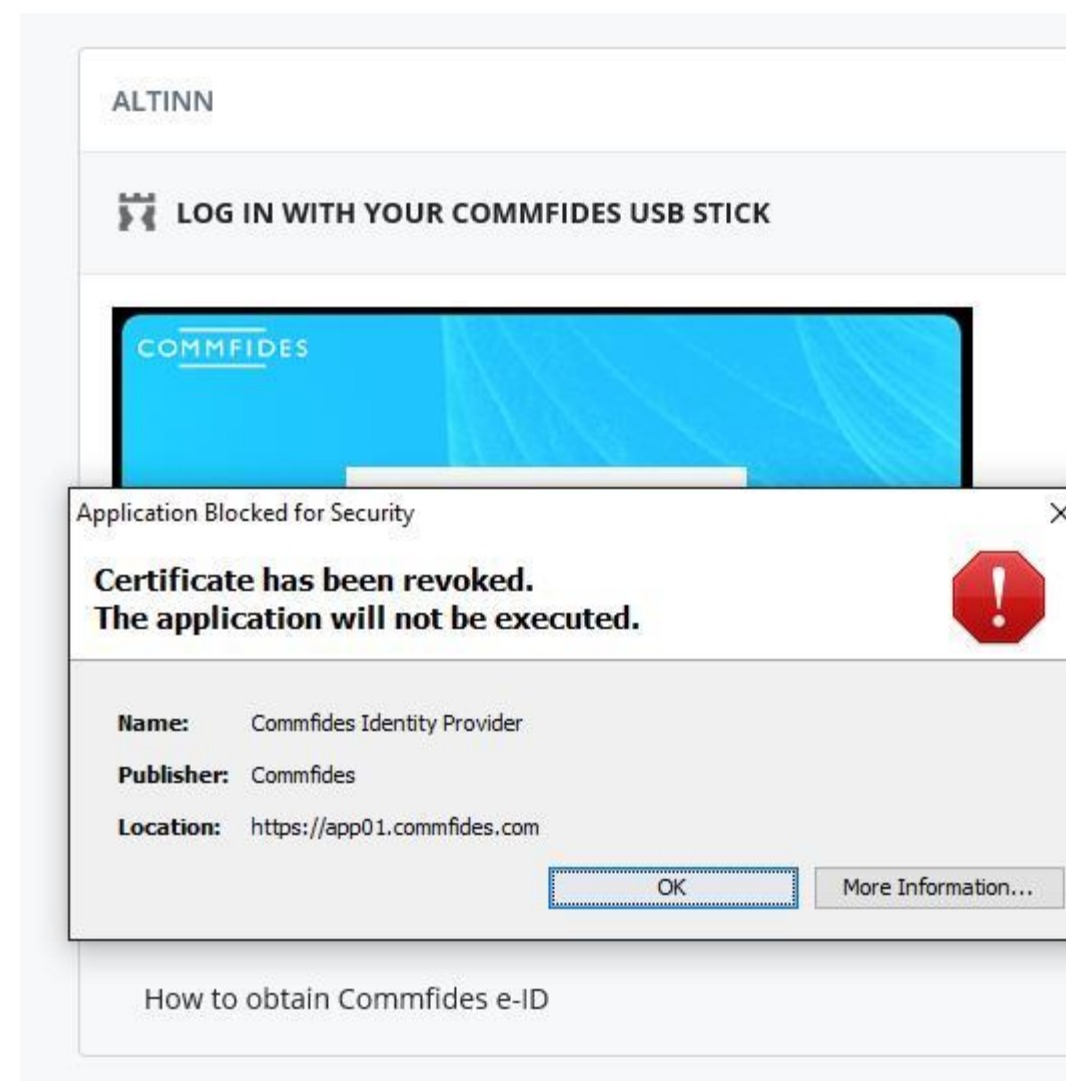 ALTINN
LOG IN WITH YOUR COMMFIDES USB STICK
COMMFIDES
Application Blocked for Security
Certificate has been revoked.
The application will not be executed.
Name: Commfides Identity Provider
Publisher: Commfides
Location: https://app01.commfides.com
OK More Information...
How to obtain Commfides e-ID